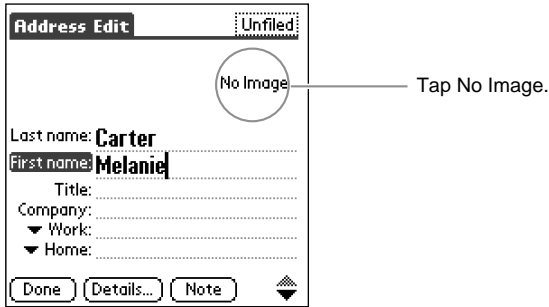 Address Edit Unfiled
No Image Tap No Image.
Last name: Carter
First name: Melanie
Title:
Company:
Work:
Home:
Done Details... Note